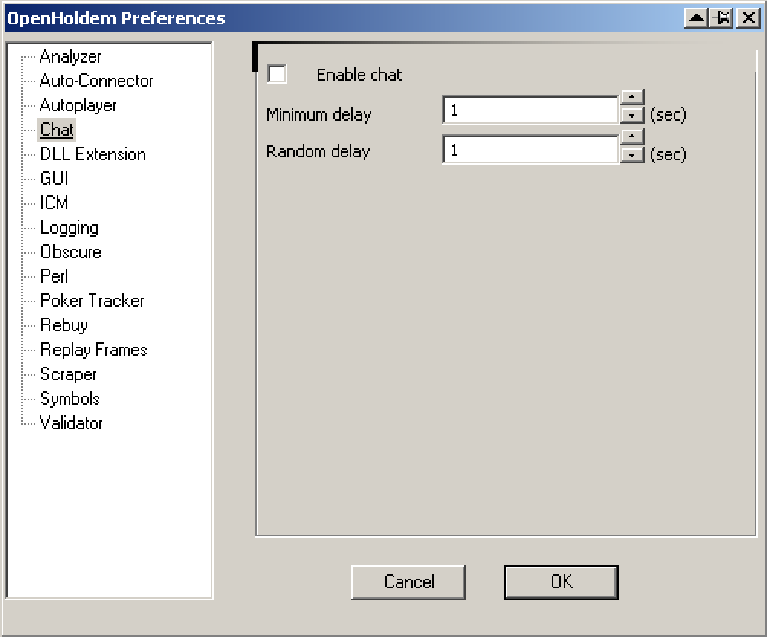 OpenHoldem Preferences
Analyzer
Auto-Connector
Autoplayer
Chat
DLL Extension
GUI
ICM
Logging
Obscure
Perl
Poker Tracker
Rebuy
Replay Frames
Scraper
Symbols
Validator
Enable chat
Minimum delay 1 (sec)
Random delay 1 (sec)
Cancel OK